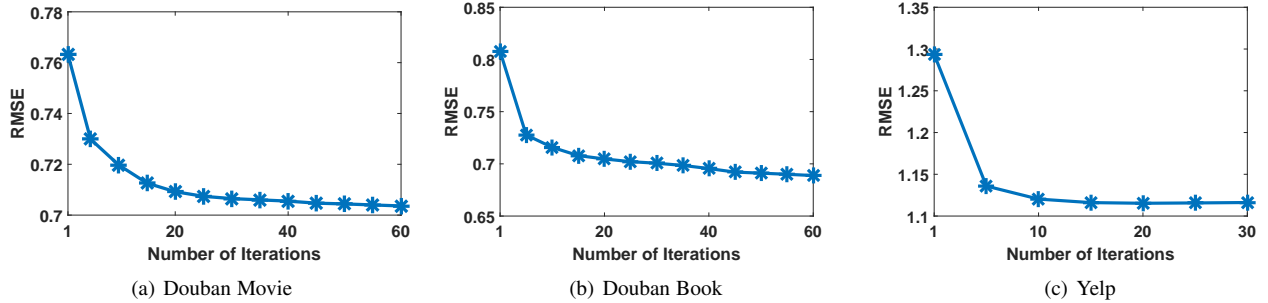 0.78
0.76
0.74
0.72
0.7
RMSE
1 20 40 60
Number of Iterations
(a) Douban Movie
0.85
0.8
0.75
0.7
0.65
RMSE
1 20 40 60
Number of Iterations
(b) Douban Book
1.35
1.3
1.25
1.2
1.15
1.1
RMSE
1 10 20 30
Number of Iterations
(c) Yelp